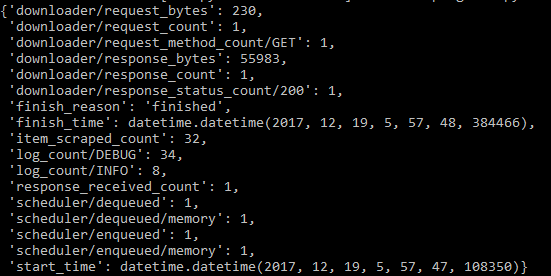 {'downloader/request_bytes': 230,
'downloader/request_count': 1,
'downloader/request_method_count/GET': 1,
'downloader/response_bytes': 55983,
'downloader/response_count': 1,
'downloader/response_status_count/200': 1,
'finish_reason': 'finished',
'finish_time': datetime.datetime(2017, 12, 19, 5, 57, 48, 384466),
'item_scraped_count': 32,
'log_count/DEBUG': 34,
'log_count/INFO': 8,
'response_received_count': 1,
'scheduler/dequeued': 1,
'scheduler/dequeued/memory': 1,
'scheduler/enqueued': 1,
'scheduler/enqueued/memory': 1,
'start_time': datetime.datetime(2017, 12, 19, 5, 57, 47, 108350)}